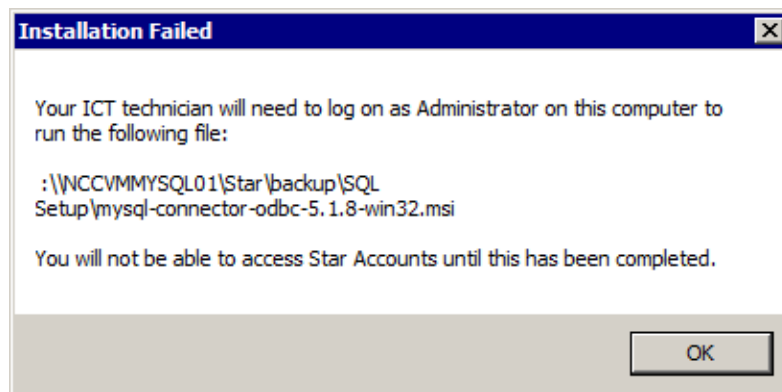 Installation Failed
Your ICT technician will need to log on as Administrator on this computer to
run the following file:
:\\NCCVMMYSQL01\Star\backup\SQL
Setup\mysql-connector-odbc-5.1.8-win32.msi
You will not be able to access Star Accounts until this has been completed.
OK